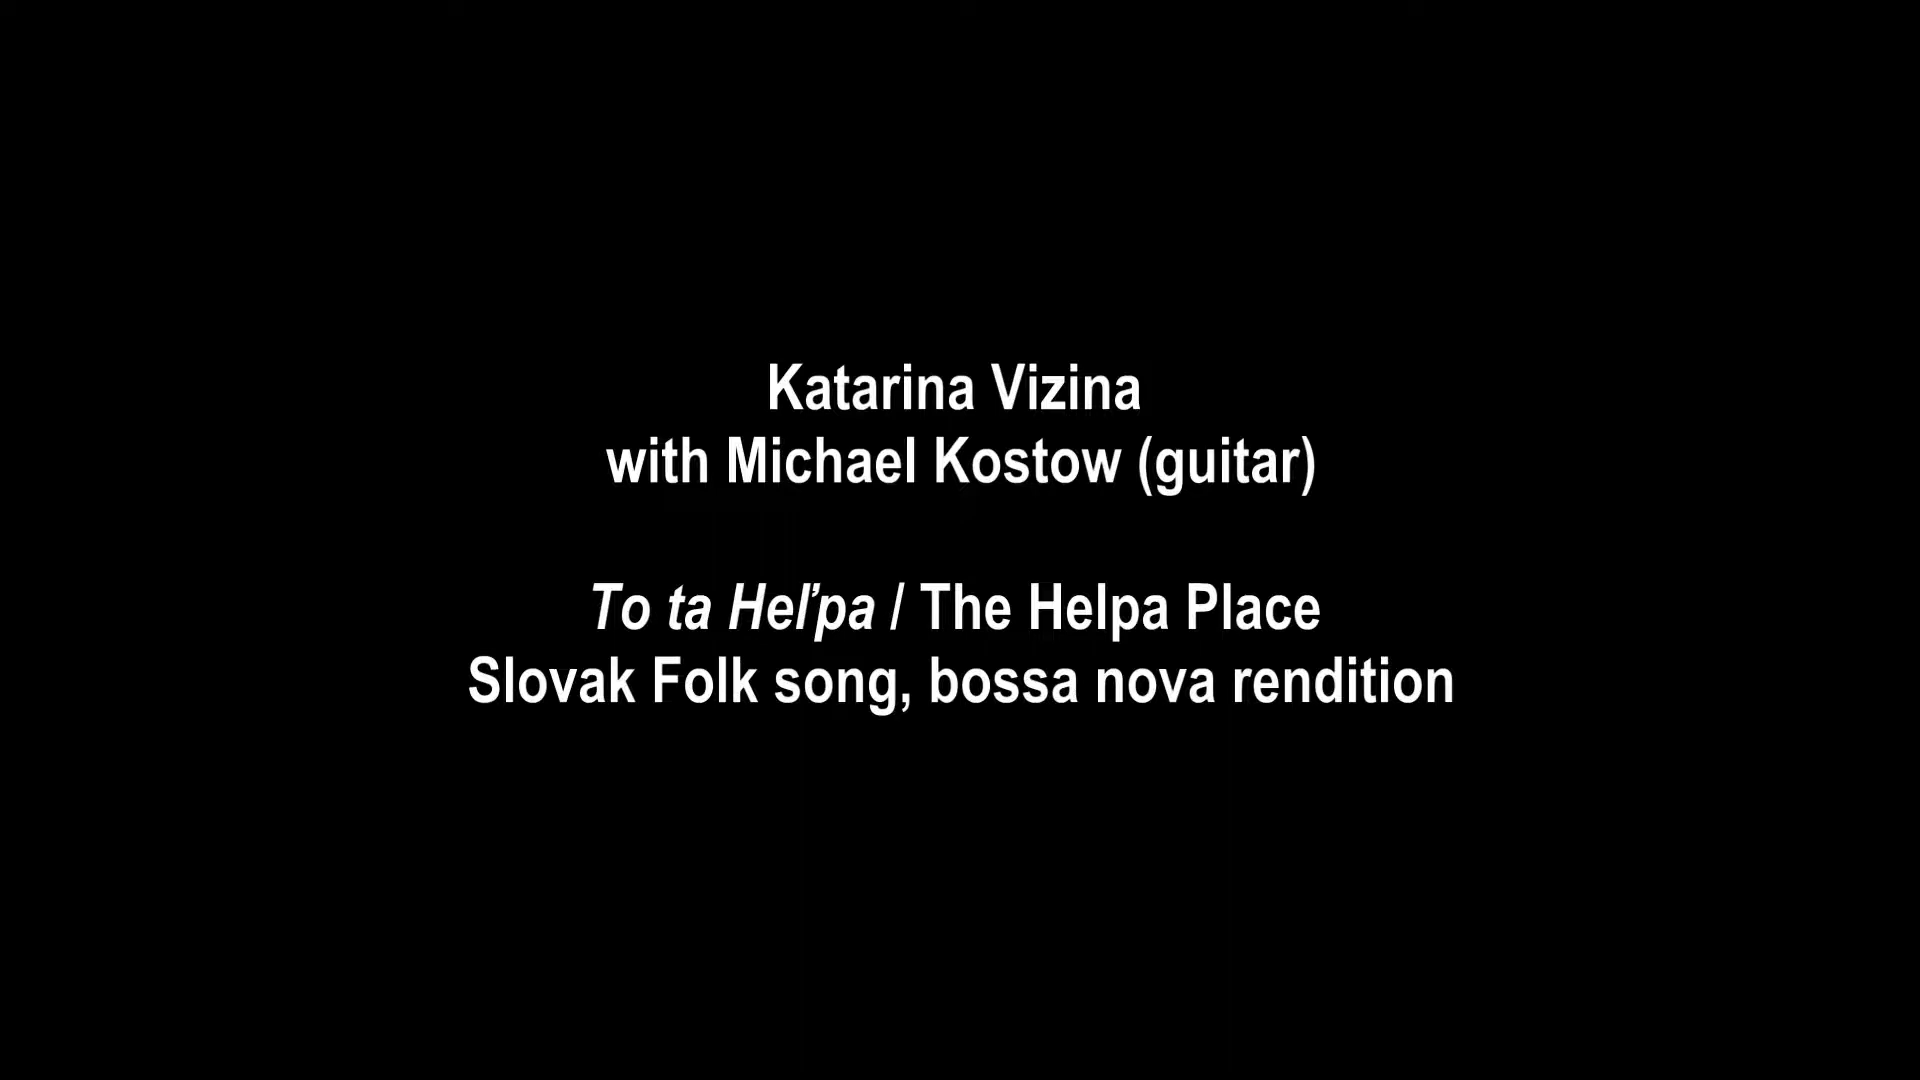 Katarina Vizina
with Michael Kostow (guitar)
To ta Heľpa / The Helpa Place
Slovak Folk song, bossa nova rendition